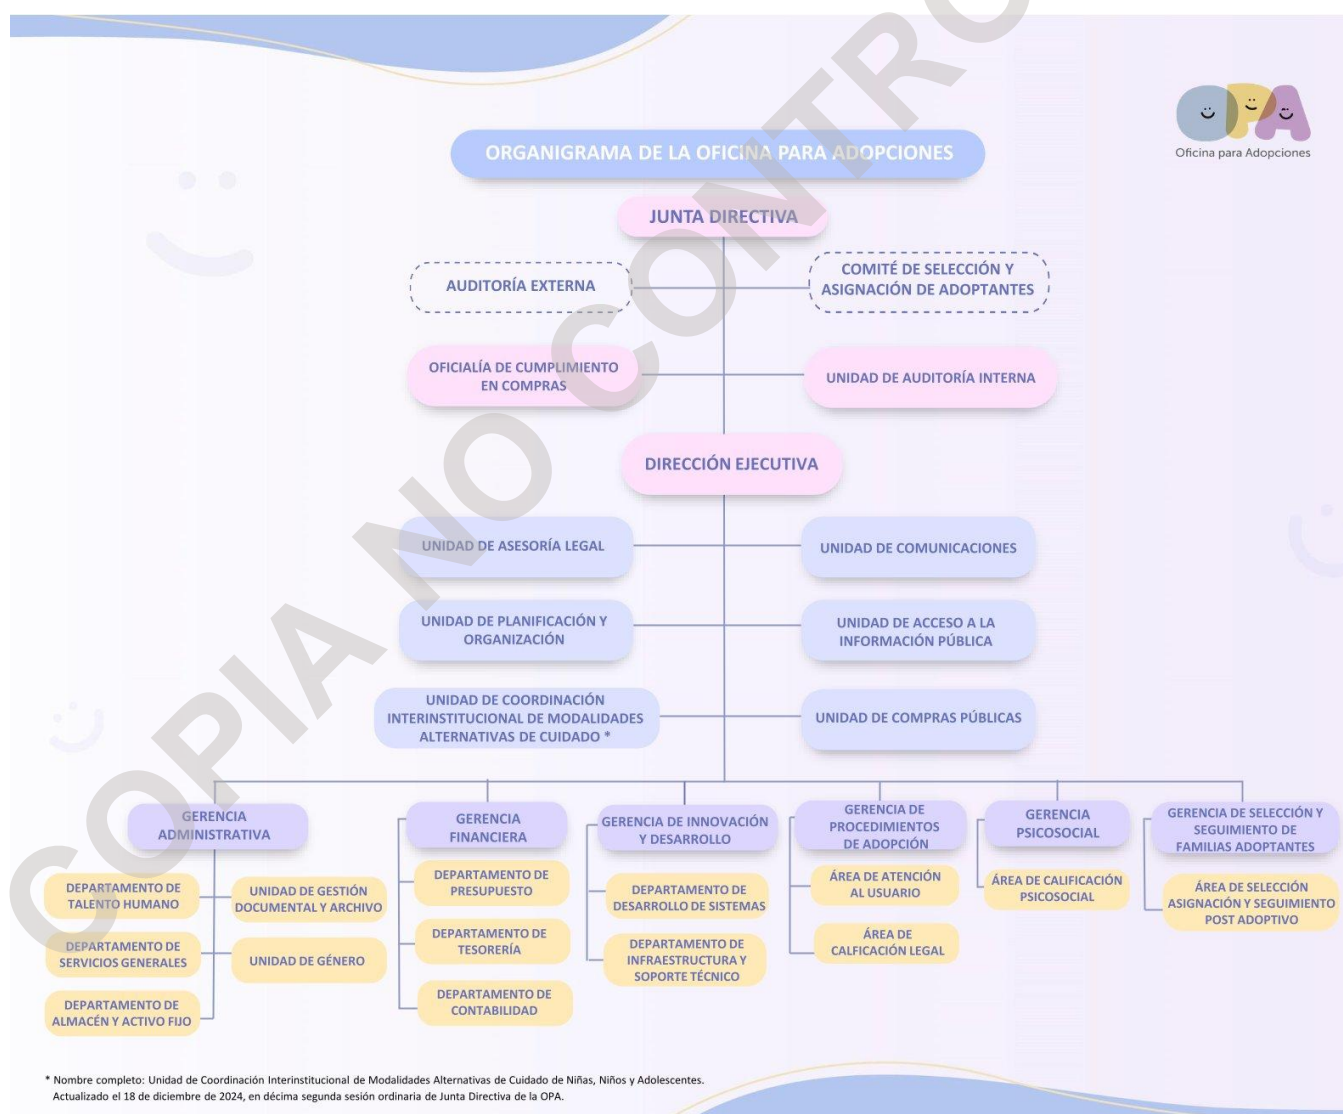 OPA
Oficina para Adopciones
ORGANIGRAMA DE LA OFICINA PARA ADOPCIONES
JUNTA DIRECTIVA
AUDITORÍA EXTERNA
COMITÉ DE SELECCIÓN Y
ASIGNACIÓN DE ADOPTANTES
OFICIALÍA DE CUMPLIMIENTO
EN COMPRAS
UNIDAD DE AUDITORÍA INTERNA
DIRECCIÓN EJECUTIVA
UNIDAD DE ASESORÍA LEGAL
UNIDAD DE COMUNICACIONES
UNIDAD DE PLANIFICACIÓN Y
ORGANIZACIÓN
UNIDAD DE ACCESO A LA
INFORMACIÓN PÚBLICA
UNIDAD DE COORDINACIÓN
INTERINSTITUCIONAL DE MODALIDADES
ALTERNATIVAS DE CUIDADO *
UNIDAD DE COMPRAS PÚBLICAS
GERENCIA
ADMINISTRATIVA
DEPARTAMENTO DE
TALENTO HUMANO
UNIDAD DE GESTIÓN
DOCUMENTAL Y ARCHIVO
DEPARTAMENTO DE
SERVICIOS GENERALES
UNIDAD DE GÉNERO
DEPARTAMENTO DE
ALMACÉN Y ACTIVO FIJO
GERENCIA
FINANCIERA
DEPARTAMENTO DE
PRESUPUESTO
DEPARTAMENTO DE
TESORERÍA
DEPARTAMENTO DE
CONTABILIDAD
GERENCIA DE INNOVACIÓN
Y DESARROLLO
DEPARTAMENTO DE
DESARROLLO DE SISTEMAS
DEPARTAMENTO DE
INFRAESTRUCTURA Y
SOPORTE TÉCNICO
GERENCIA DE
PROCEDIMIENTOS
DE ADOPCIÓN
ÁREA DE ATENCIÓN
AL USUARIO
ÁREA DE
CALFICACIÓN LEGAL
GERENCIA
PSICOSOCIAL
ÁREA DE CALIFICACIÓN
PSICOSOCIAL
GERENCIA DE SELECCIÓN Y
SEGUIMIENTO DE
FAMILIAS ADOPTANTES
ÁREA DE SELECCIÓN
ASIGNACIÓN Y SEGUIMIENTO
POST ADOPTIVO
* Nombre completo: Unidad de Coordinación Interinstitucional de Modalidades Alternativas de Cuidado de Niñas, Niños y Adolescentes.
Actualizado el 18 de diciembre de 2024, en décima segunda sesión ordinaria de Junta Directiva de la OPA.
COPIA NO CONTRO